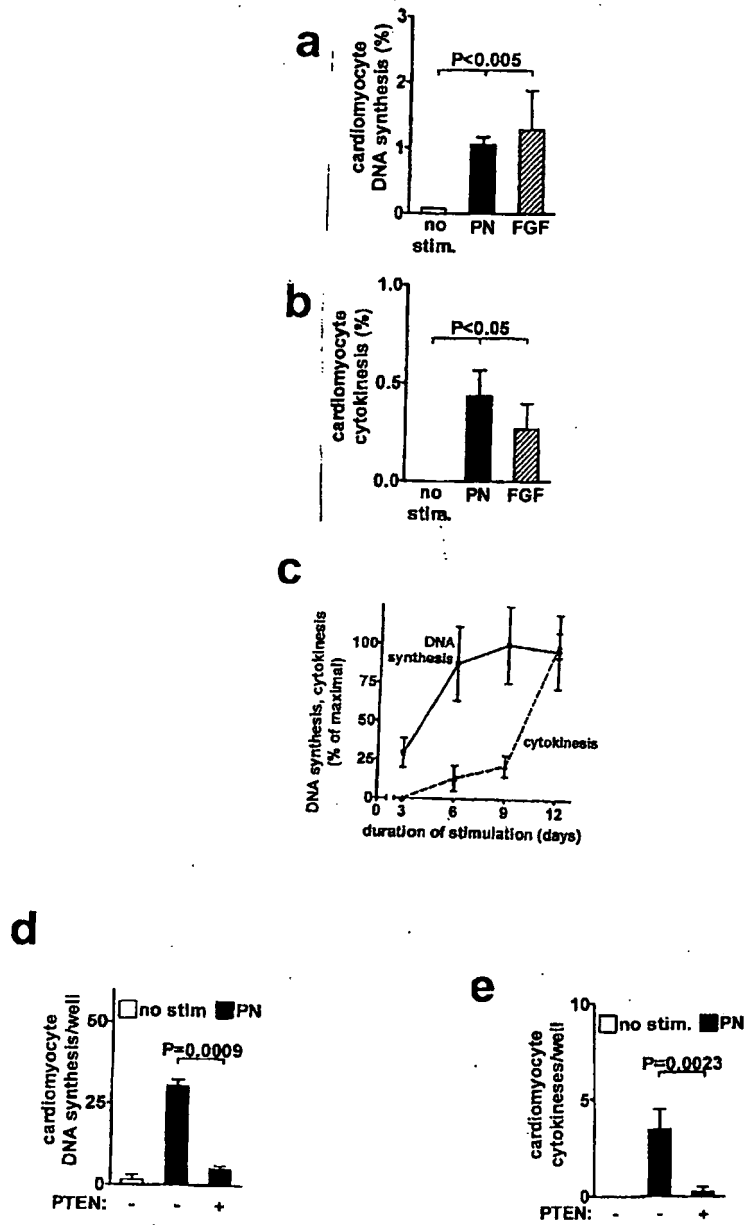 a
cardiomyocyte
DNA synthesis (%)
3
2
1
0
P<0.005
no
stim.
PN
FGF
b
cardiomyocyte
cytokinesis (%)
1.0
0.5
0.0
P<0.05
no
stim.
PN
FGF
c
DNA synthesis, cytokinesis
(% of maximal)
100
75
50
25
0
DNA
synthesis
cytokinesis
0 3 6 9 12
duration of stimulation (days)
d
cardiomyocyte
DNA synthesis/well
50
25
0
no stim PN
P=0.0009
PTEN: - - +
e
cardiomyocyte
cytokineses/well
10
5
0
no stim. PN
P=0.0023
PTEN: - - +